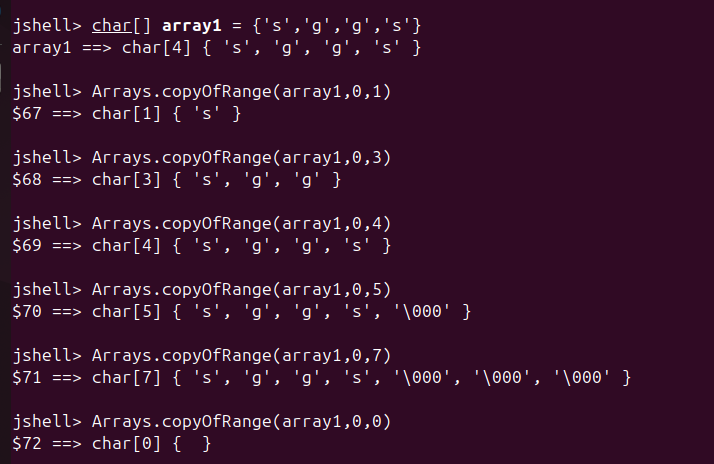 jshell> char[] array1 = {'s','g','g','s'}
array1 ==> char[4] { 's', 'g', 'g', 's' }
jshell> Arrays.copyOfRange(array1,0,1)
$67 ==> char[1] { 's' }
jshell> Arrays.copyOfRange(array1,0,3)
$68 ==> char[3] { 's', 'g', 'g' }
jshell> Arrays.copyOfRange(array1,0,4)
$69 ==> char[4] { 's', 'g', 'g', 's' }
jshell> Arrays.copyOfRange(array1,0,5)
$70 ==> char[5] { 's', 'g', 'g', 's', '\000' }
jshell> Arrays.copyOfRange(array1,0,7)
$71 ==> char[7] { 's', 'g', 'g', 's', '\000', '\000', '\000' }
jshell> Arrays.copyOfRange(array1,0,0)
$72 ==> char[0] {  }